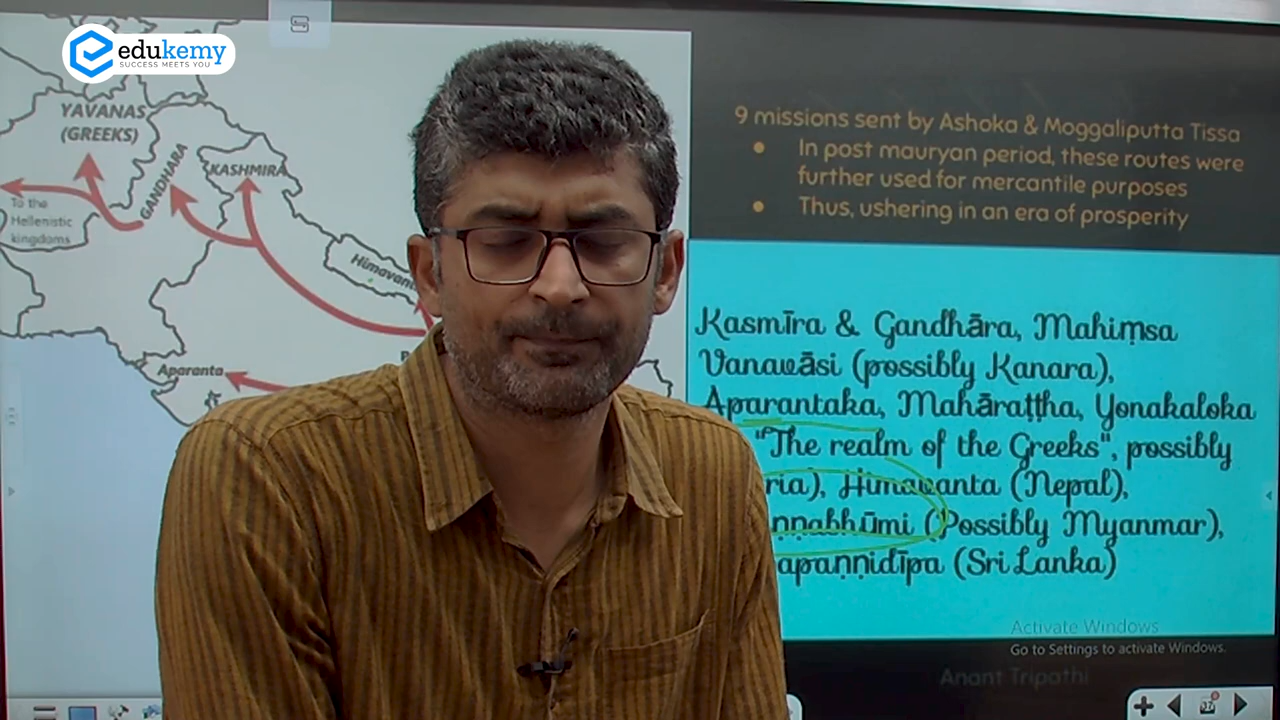 edukemy
SUCCESS MEETS YOU
YAVANAS
(GREEKS)
GANDHARA
KASHMIRA
To the
Hellenistic
kingdoms
Aparanta
9 missions sent by Ashoka & Moggaliputta Tissa
In post mauryan period, these routes were
further used for mercantile purposes
Thus, ushering in an era of prosperity
Kasmīra & Gandhāra, Mahiṃsa
Vanavāsi (possibly Kanara),
Aparantaka, Mahāraṭṭha, Yonakaloka
"The realm of the Greeks", possibly
Himavanta (Nepal),
(Possibly Myanmar),
(Sri Lanka)
Activate Windows
Go to Settings to activate Windows.
Anant Tripathi